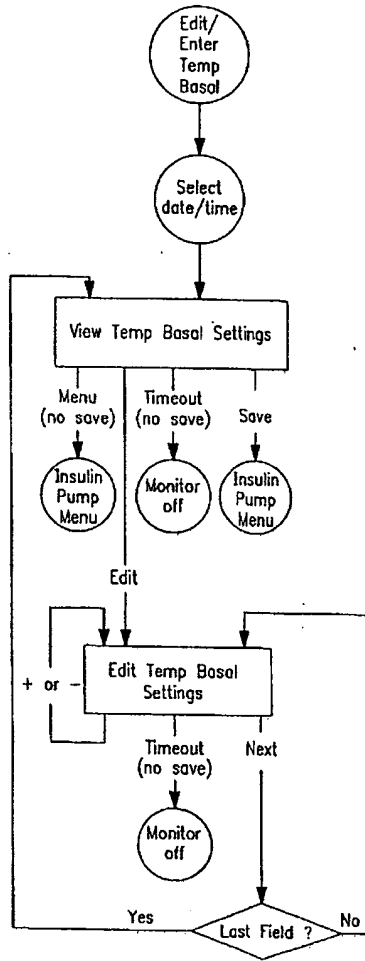 Edit/
Enter
Temp
Basal
Select
date/time
View Temp Basal Settings
Menu
(no save)
Timeout
(no save)
Save
Insulin
Pump
Menu
Monitor
off
Insulin
Pump
Menu
Edit
+ or -
Edit Temp Basal
Settings
Timeout
(no save)
Next
Monitor
off
Yes
Last Field ?
No